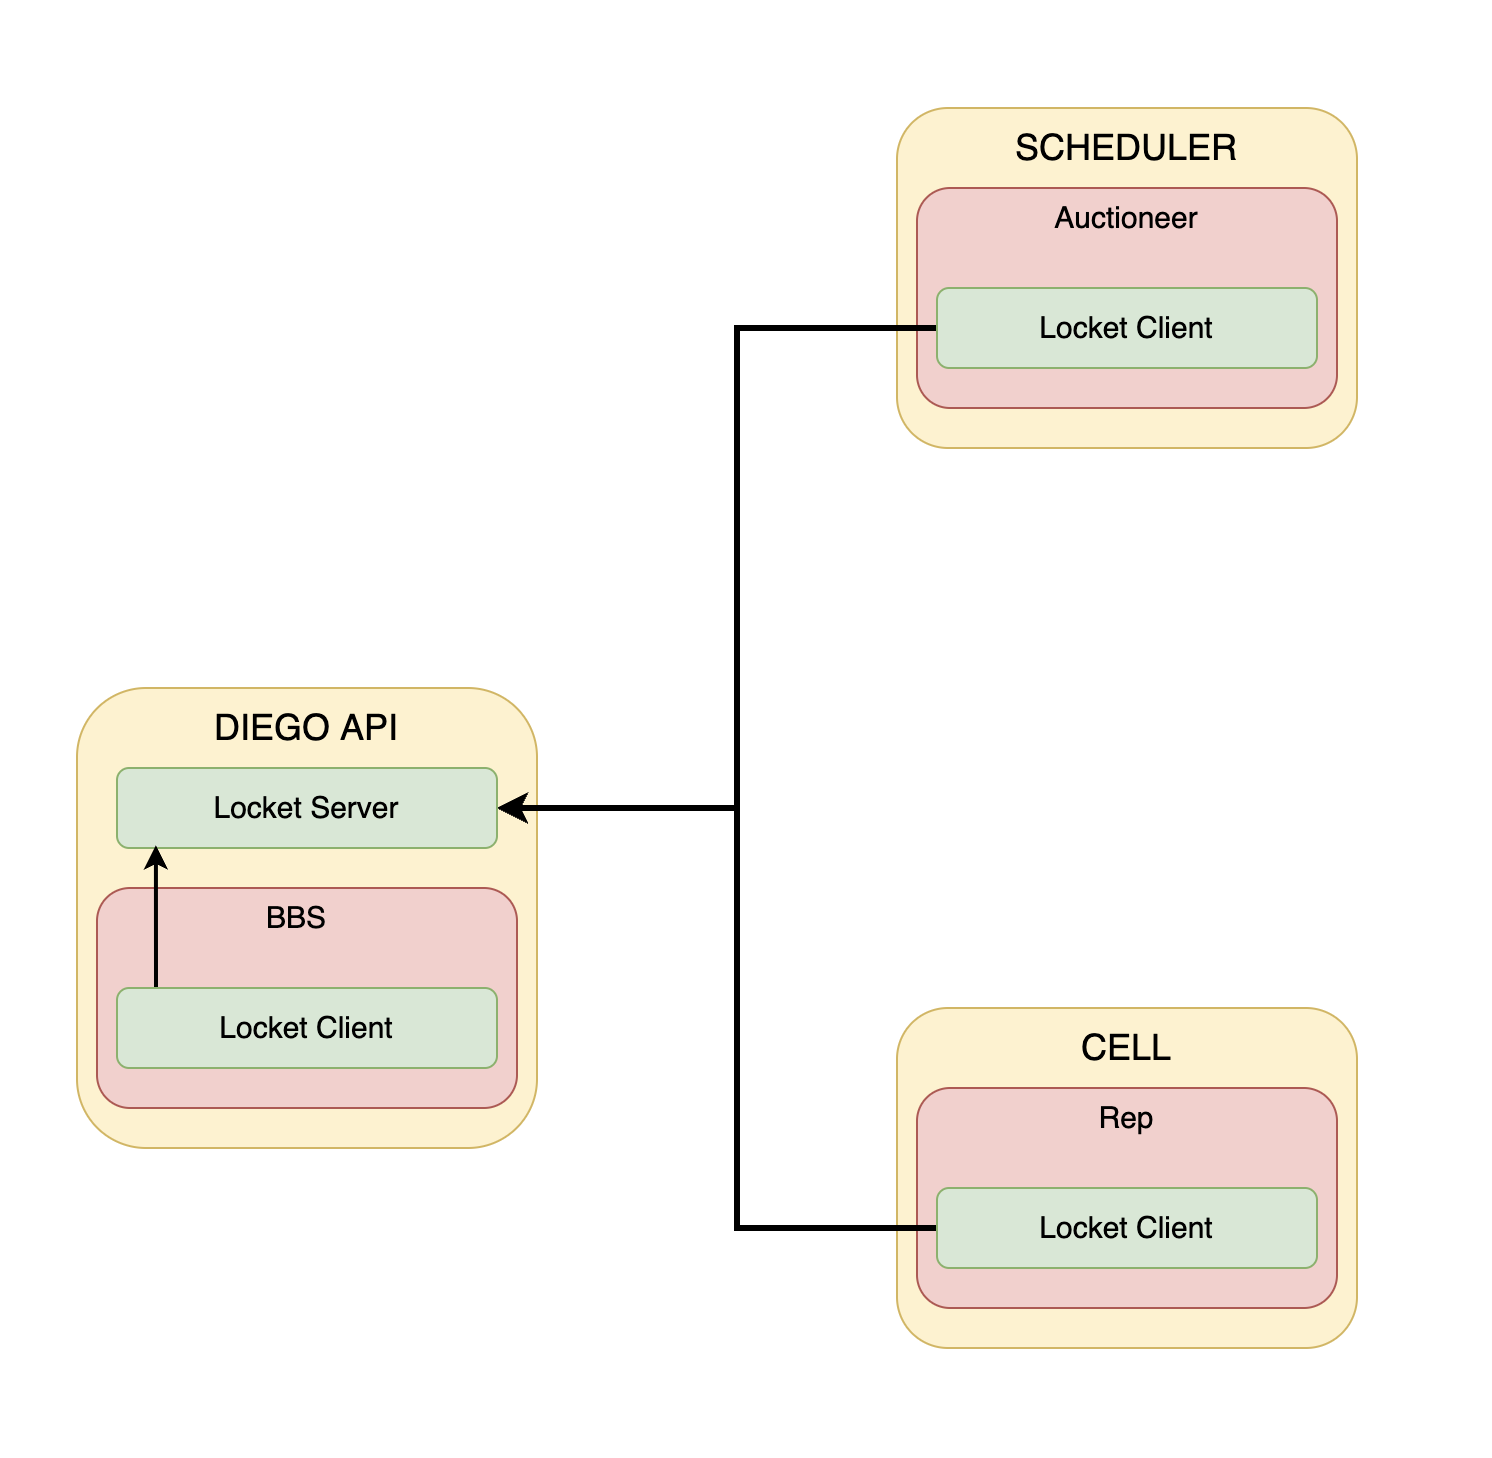 SCHEDULER
Auctioneer
Locket Client
DIEGO API
Locket Server
BBS
Locket Client
CELL
Rep
Locket Client